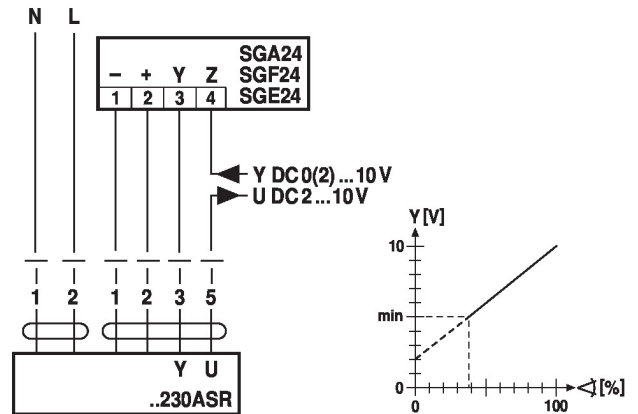 N L
SGA24
SGF24
SGE24
– + Y Z
1 2 3 4
Y DC 0(2) ... 10 V
U DC 2 ... 10 V
1 2 1 2 3 5
Y U
..230ASR
Y [V]
10
min
0
0 100 ∢ [%]